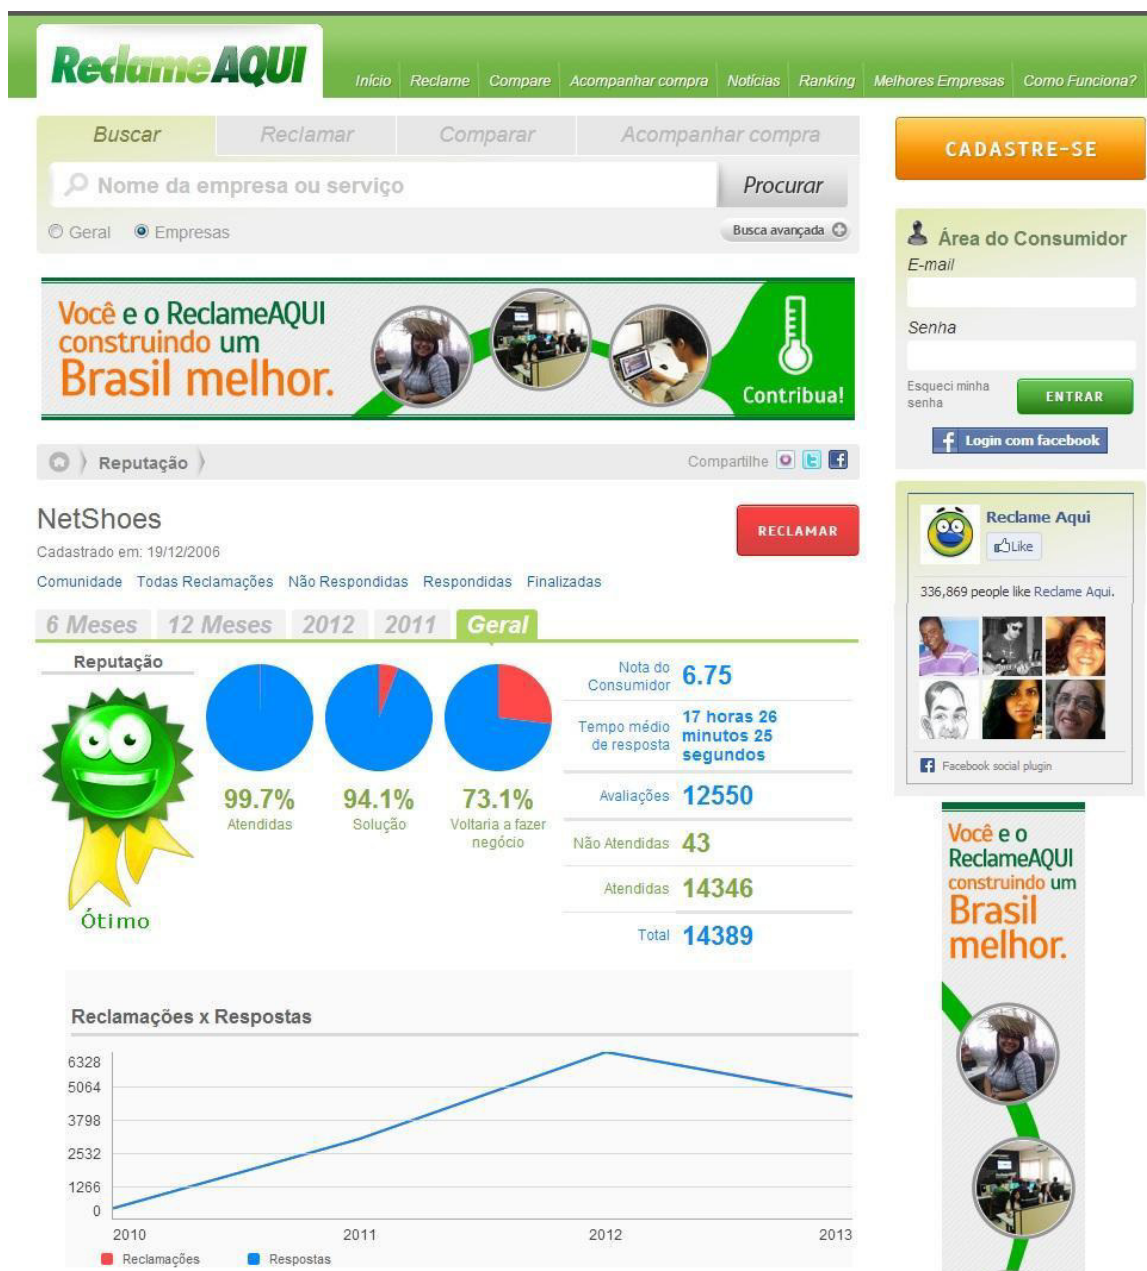 ReclameAQUI
Início Reclame Compare Acompanhar compra Notícias Ranking Melhores Empresas Como Funciona?
Buscar Reclamar Comparar Acompanhar compra
Nome da empresa ou serviço Procurar
Geral Empresas Busca avançada
CADASTRE-SE
Área do Consumidor
E-mail
Senha
Esqueci minha
senha
ENTRAR
Login com facebook
Você e o ReclameAQUI
construindo um
Brasil melhor.
Contribua!
Reputação Compartilhe
NetShoes
RECLAMAR
Cadastrado em: 19/12/2006
Comunidade Todas Reclamações Não Respondidas Respondidas Finalizadas
6 Meses 12 Meses 2012 2011 Geral
Reputação
Ótimo
99.7%
Atendidas
94.1%
Solução
73.1%
Voltaria a fazer
negócio
Nota do
Consumidor 6.75
Tempo médio
de resposta
17 horas 26
minutos 25
segundos
Avaliações 12550
Não Atendidas 43
Atendidas 14346
Total 14389
Reclame Aqui
Like
336,869 people like Reclame Aqui.
Facebook social plugin
Você e o
ReclameAQUI
construindo um
Brasil
melhor.
Reclamações x Respostas
6328
5064
3798
2532
1266
0
2010 2011 2012 2013
Reclamações Respostas